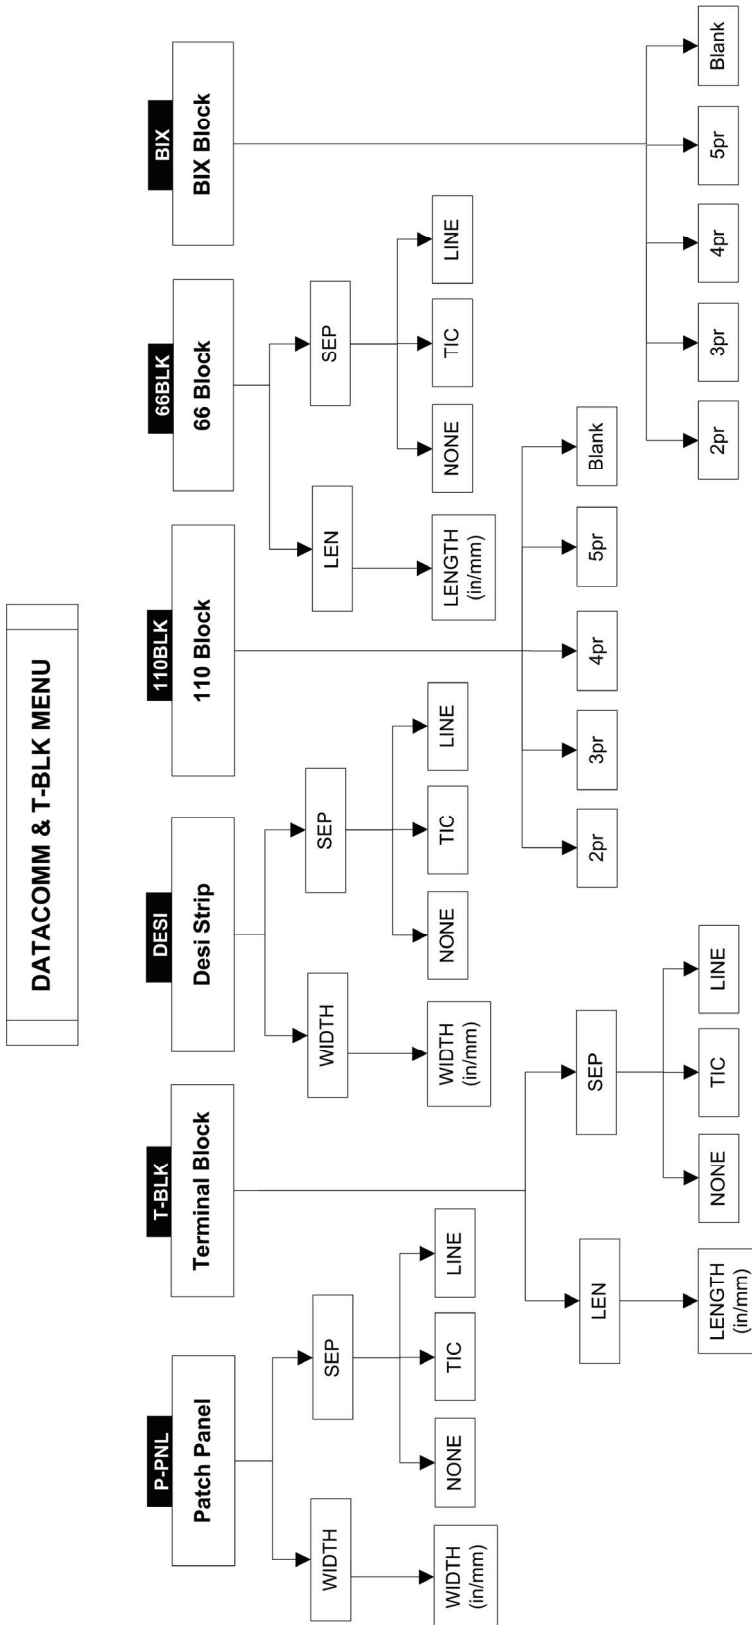 DATACOMM & T-BLK MENU
P-PNL
Patch Panel
WIDTH
WIDTH
(in/mm)
SEP
NONE
TIC
LINE
T-BLK
Terminal Block
LEN
LENGTH
(in/mm)
SEP
NONE
TIC
LINE
DESI
Desi Strip
WIDTH
WIDTH
(in/mm)
SEP
NONE
TIC
LINE
110BLK
110 Block
2pr
3pr
4pr
5pr
Blank
66BLK
66 Block
LEN
LENGTH
(in/mm)
SEP
NONE
TIC
LINE
BIX
BIX Block
2pr
3pr
4pr
5pr
Blank